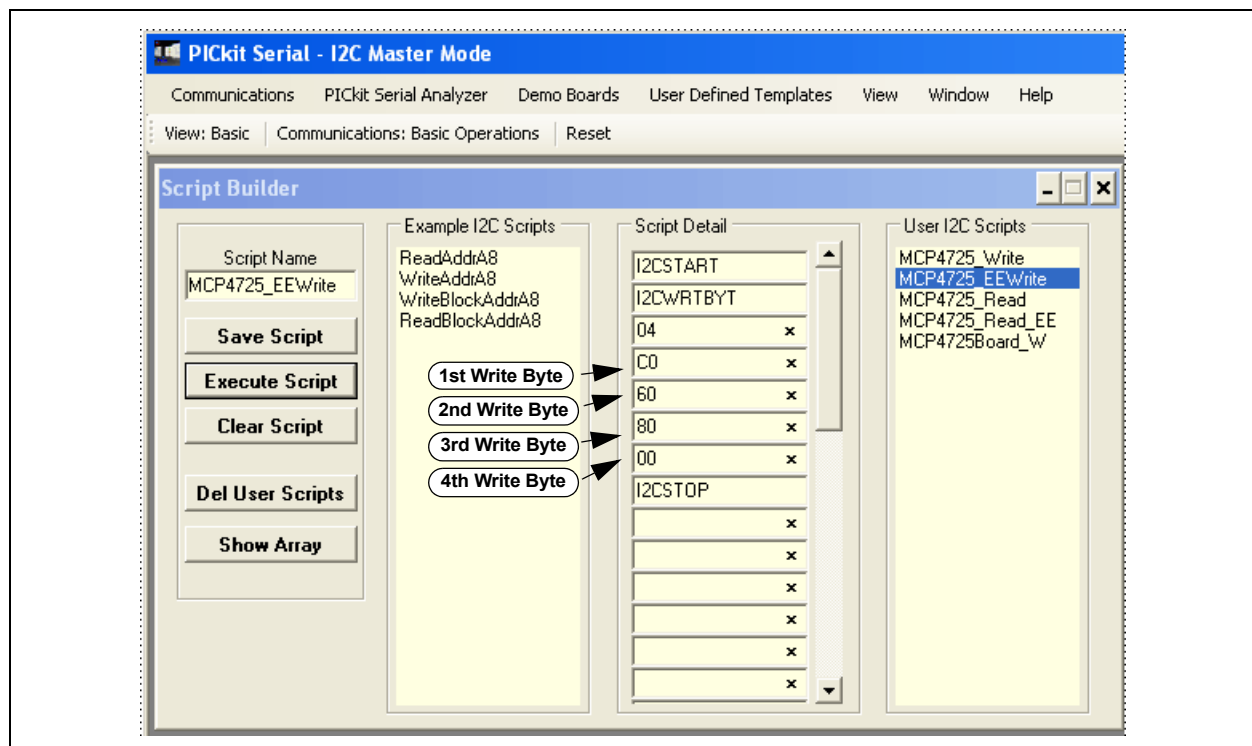 PICkit Serial - I2C Master Mode
Communications PICkit Serial Analyzer Demo Boards User Defined Templates View Window Help
View: Basic Communications: Basic Operations Reset
Script Builder
Script Name
MCP4725_EEWrite
Save Script
Execute Script
Clear Script
Del User Scripts
Show Array
Example I2C Scripts
ReadAddrA8
WriteAddrA8
WriteBlockAddrA8
ReadBlockAddrA8
1st Write Byte
2nd Write Byte
3rd Write Byte
4th Write Byte
Script Detail
I2CSTART
I2CWRTBYT
04 x
C0 x
60 x
80 x
00 x
I2CSTOP
x
x
x
x
x
x
User I2C Scripts
MCP4725_Write
MCP4725_EEWrite
MCP4725_Read
MCP4725_Read_EE
MCP4725Board_W